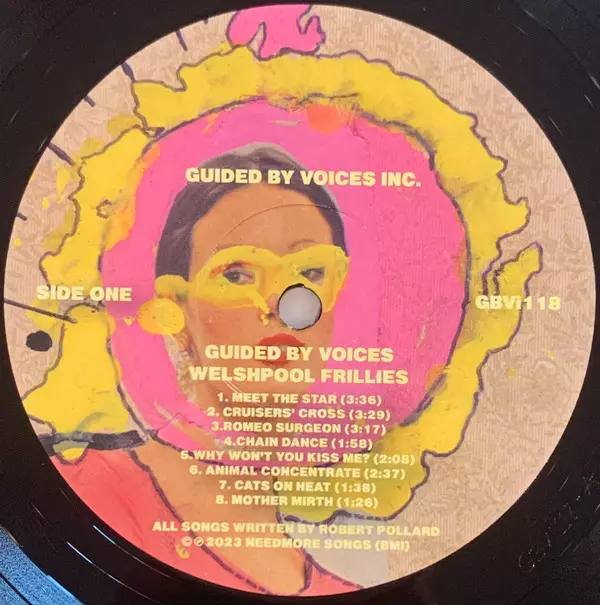 GUIDED BY VOICES INC.
SIDE ONE
GBVi118
GUIDED BY VOICES
WELSHPOOL FRILLIES
1. MEET THE STAR (3:36)
2. CRUISERS' CROSS (3:29)
3.ROMEO SURGEON (3:17)
4.CHAIN DANCE (1:58)
5.WHY WON'T YOU KISS ME? (2:08)
6. ANIMAL CONCENTRATE (2:37)
7. CATS ON HEAT (1:38)
8. MOTHER MIRTH (1:26)
ALL SONGS WRITTEN BY ROBERT POLLARD
©℗2023 NEEDMORE SONGS (BMI)